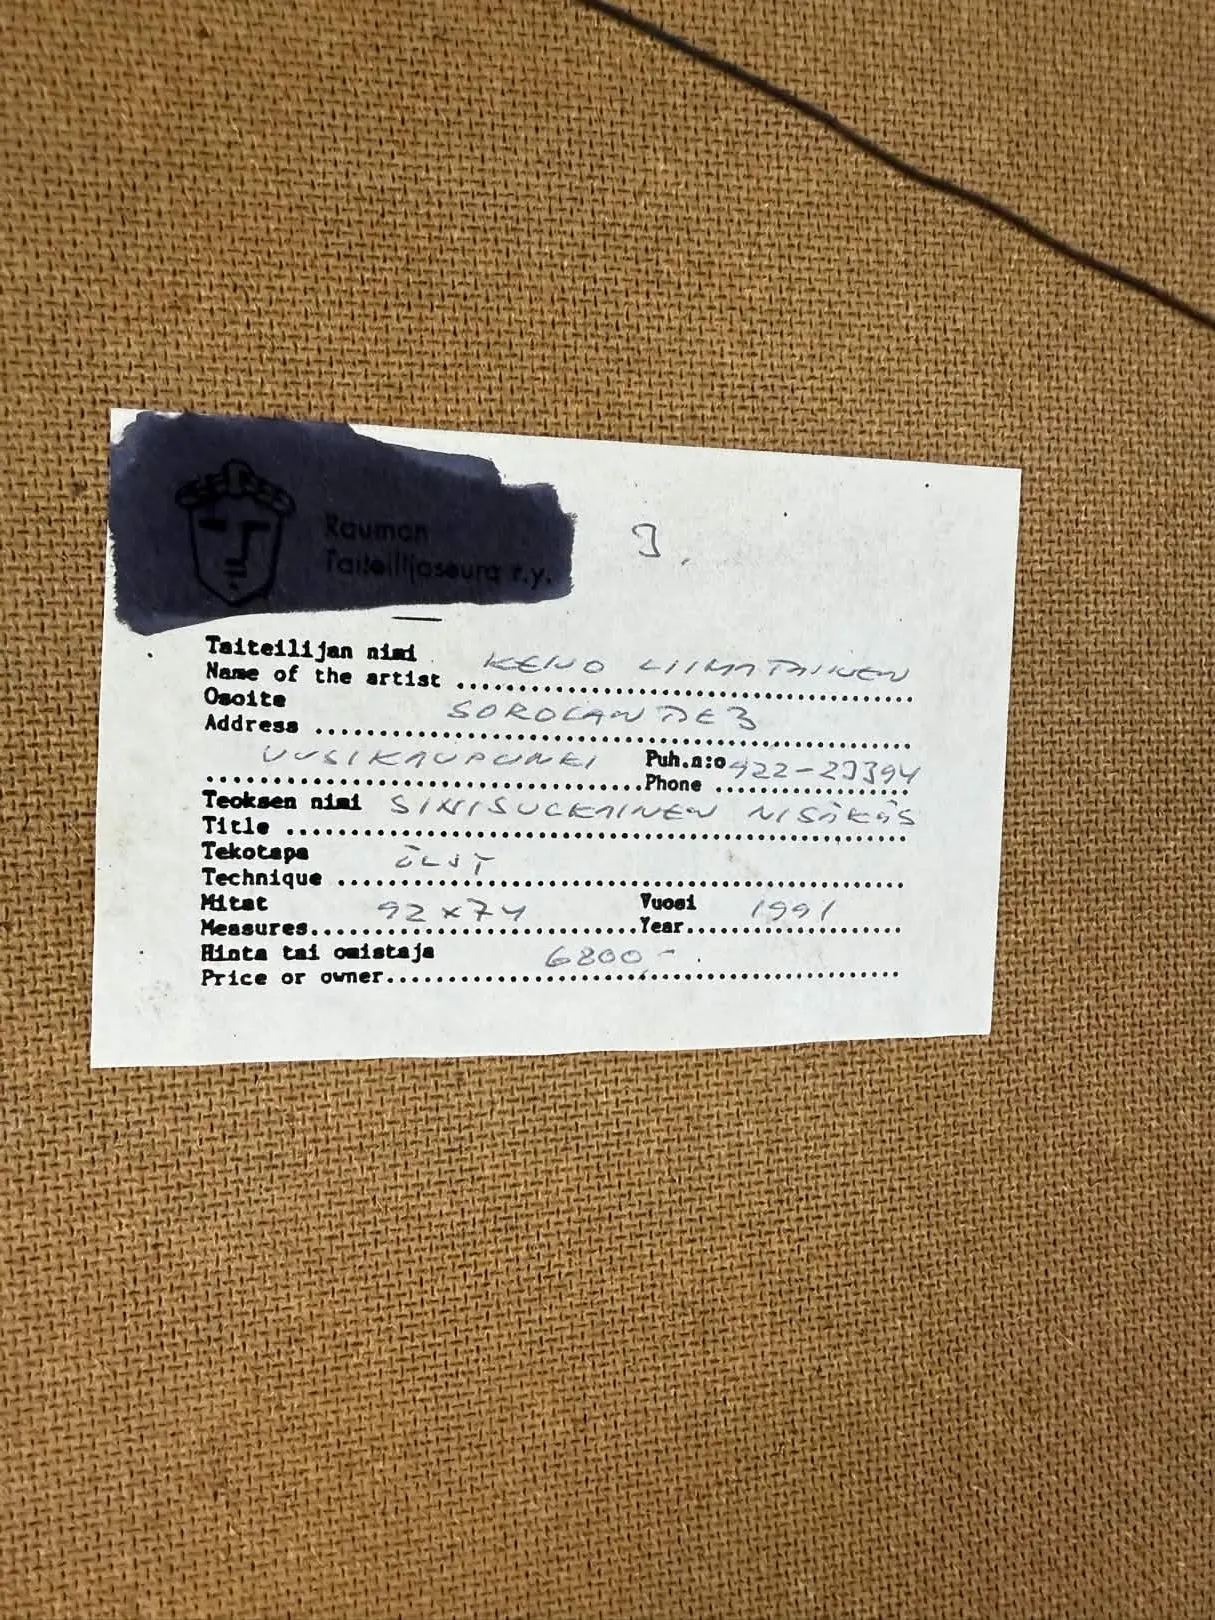 Rauman
Taiteilijaseura r.y.
3.
Taiteilijan nimi
Name of the artist KEIJO LIIMATAINEN
Osoite
Address SOROLANTIE 3
UUSIKAUPUNKI Puh.n:o
Phone 922-23394
Teoksen nimi
Title SINISUKKAINEN NISÄKÄS
Tekotapa
Technique ÖLJY
Mitat
Measures 92x74 Vuosi
Year 1991
Hinta tai omistaja
Price or owner 6800-.